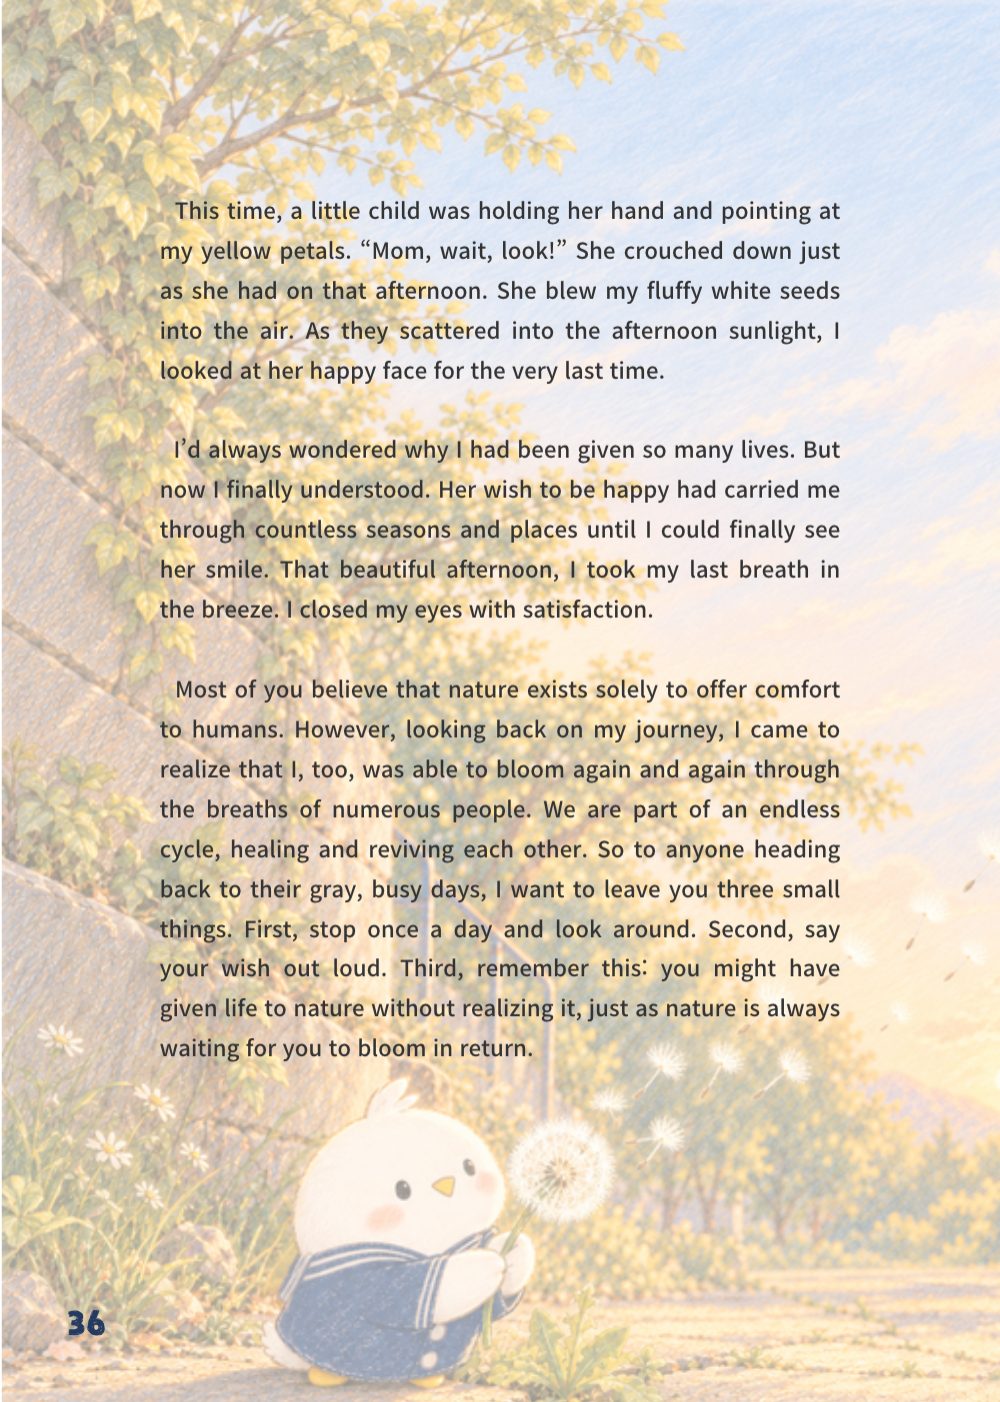 This time, a little child was holding her hand and pointing at
my yellow petals. “Mom, wait, look!” She crouched down just
as she had on that afternoon. She blew my fluffy white seeds
into the air. As they scattered into the afternoon sunlight, I
looked at her happy face for the very last time.
I’d always wondered why I had been given so many lives. But
now I finally understood. Her wish to be happy had carried me
through countless seasons and places until I could finally see
her smile. That beautiful afternoon, I took my last breath in
the breeze. I closed my eyes with satisfaction.
Most of you believe that nature exists solely to offer comfort
to humans. However, looking back on my journey, I came to
realize that I, too, was able to bloom again and again through
the breaths of numerous people. We are part of an endless
cycle, healing and reviving each other. So to anyone heading
back to their gray, busy days, I want to leave you three small
things. First, stop once a day and look around. Second, say
your wish out loud. Third, remember this: you might have
given life to nature without realizing it, just as nature is always
waiting for you to bloom in return.
36